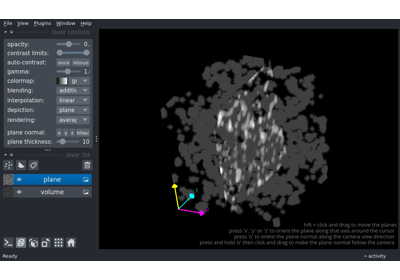 File View Plugins Window Help
layer controls
opacity: 0.
contrast limits:
auto-contrast: once
gamma: 1.
colormap:
blending:
interpolation: linear
depiction: plane
rendering:
plane normal: x y z
plane thickness: 10
layer list
plane
volume
shift + click and drag to move the plane
press 'x', 'y' or 'z' to orient the plane along that axis around the cursor
press 'o' to orient the plane normal along the camera view direction
press and hold 'o' then click and drag to make the plane normal follow the camera
Ready
activity